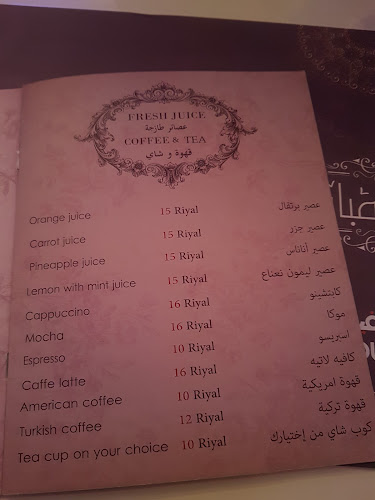 FRESH JUICE
عصائر طازجة
COFFEE & TEA
قهوة و شاي
Orange juice 15 Riyal عصير برتقال
Carrot juice 15 Riyal عصير جزر
Pineapple juice 15 Riyal عصير أناناس
Lemon with mint juice 15 Riyal عصير ليمون نعناع
Cappuccino 16 Riyal كابتشينو
Mocha 16 Riyal موكا
Espresso 10 Riyal اسبريسو
Caffe latte 16 Riyal كافيه لاتيه
American coffee 10 Riyal قهوة امريكية
Turkish coffee 12 Riyal قهوة تركية
Tea cup on your choice 10 Riyal كوب شاي من إختيارك